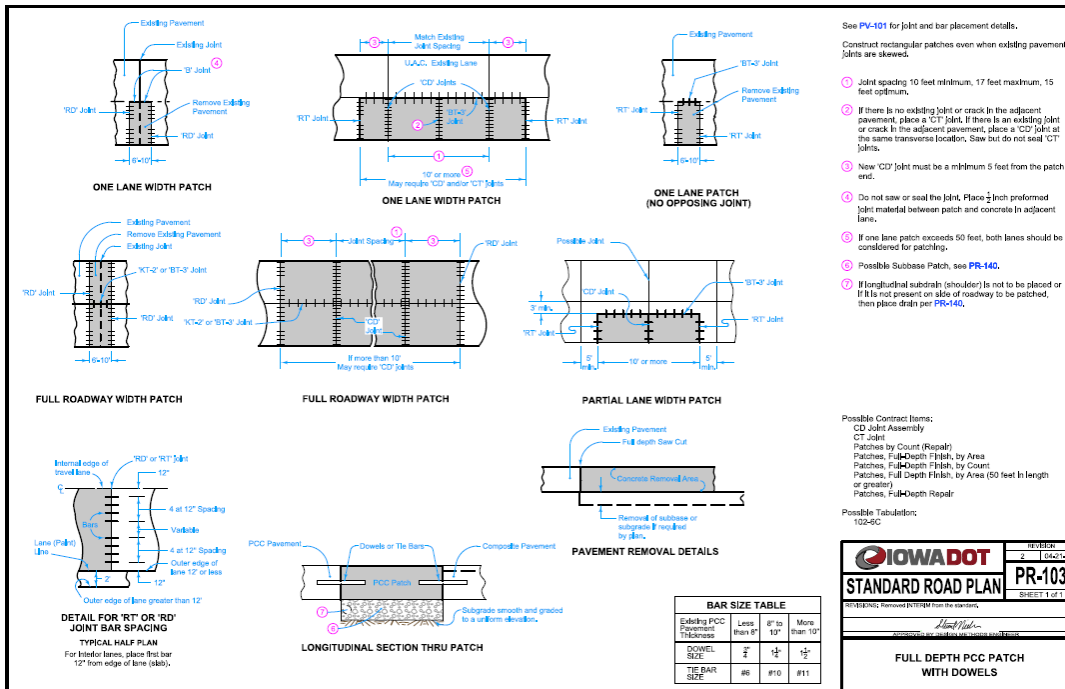 Existing Pavement
Existing Joint
'B' Joint ④
'RD' Joint
Remove Existing
Pavement
'RD' Joint
6'-10'
ONE LANE WIDTH PATCH
③
Match Existing
Joint Spacing
③
U.A.C. Existing Lane
'CD' Joints
'RT' Joint
②
'BT-3'
Joint
'RT' Joint
①
10' or more ⑤
May require 'CD' and/or 'CT' joints
ONE LANE WIDTH PATCH
Existing Pavement
'BT-3' Joint
Remove Existing
Pavement
'RT' Joint
'RT' Joint
6'-10'
ONE LANE PATCH
(NO OPPOSING JOINT)
Existing Pavement
Remove Existing Pavement
Existing Joint
'KT-2' or 'BT-3' Joint
'RD' Joint
'RD' Joint
6'-10'
FULL ROADWAY WIDTH PATCH
③
Joint Spacing ①
③
'RD' Joint
'RD' Joint
'KT-2' or 'BT-3' Joint
'CD'
Joint
If more than 10'
May require 'CD' joints
FULL ROADWAY WIDTH PATCH
Possible Joint
'CD' Joint
'BT-3' Joint
3' min.
'RT' Joint
'RT' Joint
5'
min.
10' or more
5'
min.
PARTIAL LANE WIDTH PATCH
Internal edge of
travel lane
'RD' or 'RT' joint
12"
℄
4 at 12" Spacing
Bars
Variable
Lane (Paint)
Line
4 at 12" Spacing
Outer edge of
lane 12' or less
2'
12"
Outer edge of lane greater than 12'
DETAIL FOR 'RT' OR 'RD'
JOINT BAR SPACING
TYPICAL HALF PLAN
For interior lanes, place first bar
12" from edge of lane (slab).
PCC Pavement
Dowels or Tie Bars
Composite Pavement
PCC Patch
⑦
⑥
Subgrade smooth and graded
to a uniform elevation.
LONGITUDINAL SECTION THRU PATCH
Existing Pavement
Full depth Saw Cut
Concrete Removal Area
Removal of subbase or
subgrade if required
by plan.
PAVEMENT REMOVAL DETAILS
BAR SIZE TABLE
Existing PCC
Pavement
Thickness
Less
than 8"
8" to
10"
More
than 10"
DOWEL
SIZE
3/4"
1 1/4"
1 1/2"
TIE BAR
SIZE
#6
#10
#11
See PV-101 for joint and bar placement details.
Construct rectangular patches even when existing pavement
joints are skewed.
① Joint spacing 10 feet minimum, 17 feet maximum, 15
feet optimum.
② If there is no existing joint or crack in the adjacent
pavement, place a 'CT' joint. If there is an existing joint
or crack in the adjacent pavement, place a 'CD' joint at
the same transverse location. Saw but do not seal 'CT'
joints.
③ New 'CD' joint must be a minimum 5 feet from the patch
end.
④ Do not saw or seal the joint. Place 1/2 inch preformed
joint material between patch and concrete in adjacent
lane.
⑤ If one lane patch exceeds 50 feet, both lanes should be
considered for patching.
⑥ Possible Subbase Patch, see PR-140.
⑦ If longitudinal subdrain (shoulder) is not to be placed or
if it is not present on side of roadway to be patched,
then place drain per PR-140.
Possible Contract Items:
CD Joint Assembly
CT Joint
Patches by Count (Repair)
Patches, Full-Depth Finish, by Area
Patches, Full-Depth Finish, by Count
Patches, Full Depth Finish, by Area (50 feet in length
or greater)
Patches, Full-Depth Repair
Possible Tabulation:
102-6C
IOWADOT
REVISION
2
04-21-
STANDARD ROAD PLAN
PR-103
SHEET 1 of 1
REVISIONS: Removed INTERIM from the standard.
APPROVED BY DESIGN METHODS ENGINEER
FULL DEPTH PCC PATCH
WITH DOWELS